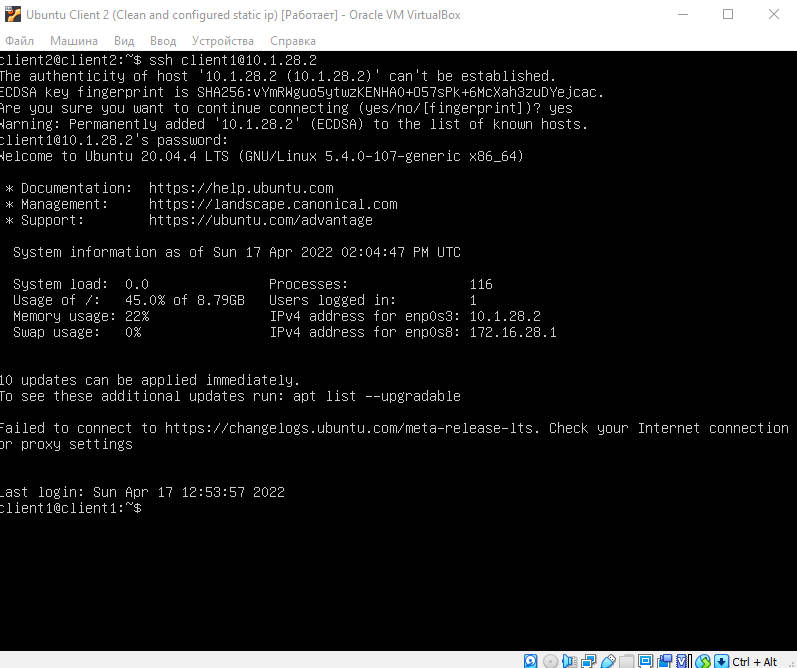 Ubuntu Client 2 (Clean and configured static ip) [Работает] - Oracle VM VirtualBox
Файл Машина Вид Ввод Устройства Справка
client2@client2:~$ ssh client1@10.1.28.2
The authenticity of host '10.1.28.2 (10.1.28.2)' can't be established.
ECDSA key fingerprint is SHA256:vYmRWguo5ytwzKENHA0+O57sPk+6McXah3zuDYejcac.
Are you sure you want to continue connecting (yes/no/[fingerprint])? yes
Warning: Permanently added '10.1.28.2' (ECDSA) to the list of known hosts.
client1@10.1.28.2's password:
Welcome to Ubuntu 20.04.4 LTS (GNU/Linux 5.4.0-107-generic x86_64)
* Documentation: https://help.ubuntu.com
* Management: https://landscape.canonical.com
* Support: https://ubuntu.com/advantage
System information as of Sun 17 Apr 2022 02:04:47 PM UTC
System load: 0.0 Processes: 116
Usage of /: 45.0% of 8.79GB Users logged in: 1
Memory usage: 22% IPv4 address for enp0s3: 10.1.28.2
Swap usage: 0% IPv4 address for enp0s8: 172.16.28.1
10 updates can be applied immediately.
To see these additional updates run: apt list --upgradable
Failed to connect to https://changelogs.ubuntu.com/meta-release-lts. Check your Internet connection
or proxy settings
Last login: Sun Apr 17 12:53:57 2022
client1@client1:~$
Ctrl + Alt